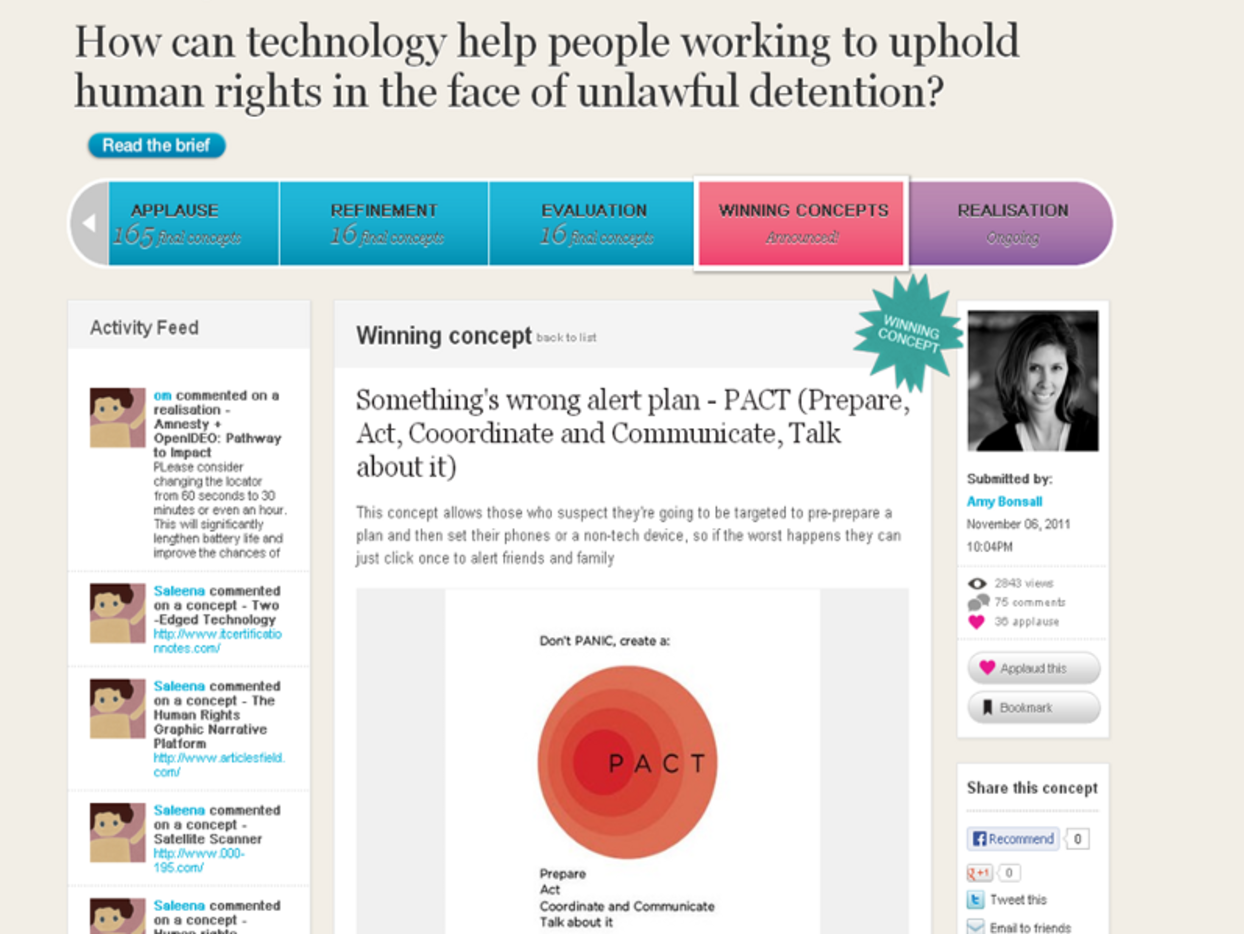 How can technology help people working to uphold
human rights in the face of unlawful detention?
Read the brief
APPLAUSE
165 final concepts
REFINEMENT
16 final concepts
EVALUATION
16 final concepts
WINNING CONCEPTS
Announced!
REALISATION
Ongoing
Activity Feed
om commented on a
realisation -
Amnesty +
OpenIDEO: Pathway
to Impact
PLease consider
changing the locator
from 60 seconds to 30
minutes or even an hour.
This will significantly
lengthen battery life and
improve the chances of
Saleena commented
on a concept - Two
-Edged Technology
http://www.itcertificatio
nnotes.com/
Saleena commented
on a concept - The
Human Rights
Graphic Narrative
Platform
http://www.articlesfield.
com/
Saleena commented
on a concept -
Satellite Scanner
http://www.000-
195.com/
Saleena commented
on a concept -
Human rights
Winning concept back to list
WINNING
CONCEPT
Something's wrong alert plan - PACT (Prepare,
Act, Cooordinate and Communicate, Talk
about it)
This concept allows those who suspect they're going to be targeted to pre-prepare a
plan and then set their phones or a non-tech device, so if the worst happens they can
just click once to alert friends and family
Don't PANIC, create a:
PACT
Prepare
Act
Coordinate and Communicate
Talk about it
Submitted by:
Amy Bonsall
November 06, 2011
10:04PM
2843 views
75 comments
36 applause
Applaud this
Bookmark
Share this concept
Recommend 0
+1 0
Tweet this
Email to friends